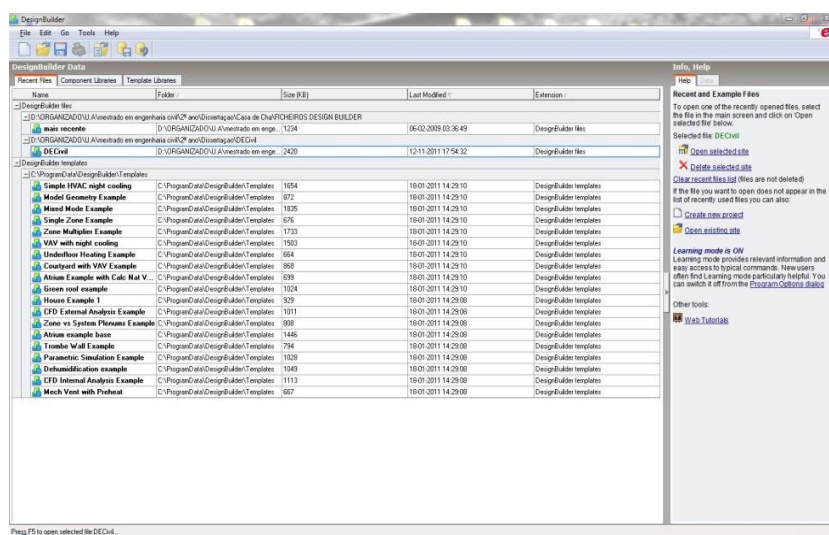 DesignBuilder
File Edit Go Tools Help
DesignBuilder Data
Recent Files Component Libraries Template Libraries
Name Folder / Size (KB) Last Modified Extension /
DesignBuilder files
D:\ORGANIZADO\U.A\mestrado em engenharia civil\2º ano\Dissertaçao\Casa de Cha\FICHEIROS DESIGN BUILDER
mais recente D:\ORGANIZADO\U.A\mestrado em enge... 1234 06-02-2009 03:36:49 DesignBuilder files
D:\ORGANIZADO\U.A\mestrado em engenharia civil\2º ano\Dissertaçao\DECivil
DECivil D:\ORGANIZADO\U.A\mestrado em enge... 2420 12-11-2011 17:54:32 DesignBuilder files
DesignBuilder templates
C:\ProgramData\DesignBuilder\Templates
Simple HVAC night cooling C:\ProgramData\DesignBuilder\Templates 1654 18-01-2011 14:29:10 DesignBuilder templates
Model Geometry Example C:\ProgramData\DesignBuilder\Templates 872 18-01-2011 14:29:10 DesignBuilder templates
Mixed Mode Example C:\ProgramData\DesignBuilder\Templates 1835 18-01-2011 14:29:10 DesignBuilder templates
Single Zone Example C:\ProgramData\DesignBuilder\Templates 676 18-01-2011 14:29:10 DesignBuilder templates
Zone Multiplier Example C:\ProgramData\DesignBuilder\Templates 1733 18-01-2011 14:29:10 DesignBuilder templates
VAV with night cooling C:\ProgramData\DesignBuilder\Templates 1503 18-01-2011 14:29:10 DesignBuilder templates
Underfloor Heating Example C:\ProgramData\DesignBuilder\Templates 664 18-01-2011 14:29:10 DesignBuilder templates
Courtyard with VAV Example C:\ProgramData\DesignBuilder\Templates 868 18-01-2011 14:29:10 DesignBuilder templates
Atrium Example with Calc Nat V... C:\ProgramData\DesignBuilder\Templates 699 18-01-2011 14:29:10 DesignBuilder templates
Green roof example C:\ProgramData\DesignBuilder\Templates 1024 18-01-2011 14:29:10 DesignBuilder templates
House Example 1 C:\ProgramData\DesignBuilder\Templates 929 18-01-2011 14:29:08 DesignBuilder templates
CFD External Analysis Example C:\ProgramData\DesignBuilder\Templates 1011 18-01-2011 14:29:08 DesignBuilder templates
Zone vs System Plenums Example C:\ProgramData\DesignBuilder\Templates 808 18-01-2011 14:29:08 DesignBuilder templates
Atrium example base C:\ProgramData\DesignBuilder\Templates 1446 18-01-2011 14:29:08 DesignBuilder templates
Trombe Wall Example C:\ProgramData\DesignBuilder\Templates 794 18-01-2011 14:29:08 DesignBuilder templates
Parametric Simulation Example C:\ProgramData\DesignBuilder\Templates 1028 18-01-2011 14:29:08 DesignBuilder templates
Dehumidification example C:\ProgramData\DesignBuilder\Templates 1049 18-01-2011 14:29:08 DesignBuilder templates
CFD Internal Analysis Example C:\ProgramData\DesignBuilder\Templates 1113 18-01-2011 14:29:08 DesignBuilder templates
Mech Vent with Preheat C:\ProgramData\DesignBuilder\Templates 667 18-01-2011 14:29:08 DesignBuilder templates
Info, Help
Help Data
Recent and Example Files
To open one of the recently opened files, select
the file in the main screen and click on 'Open
selected file' below.
Selected file: DECivil
Open selected site
Delete selected site
Clear recent files list (files are not deleted)
If the file you want to open does not appear in the
list of recently used files you can also:
Create new project
Open existing site
Learning mode is ON
Learning mode provides relevant information and
easy access to typical commands. New users
often find Learning mode particularly helpful. You
can switch it off from the Program Options dialog
Other tools:
Web Tutorials
Press F5 to open selected file:DECivil...